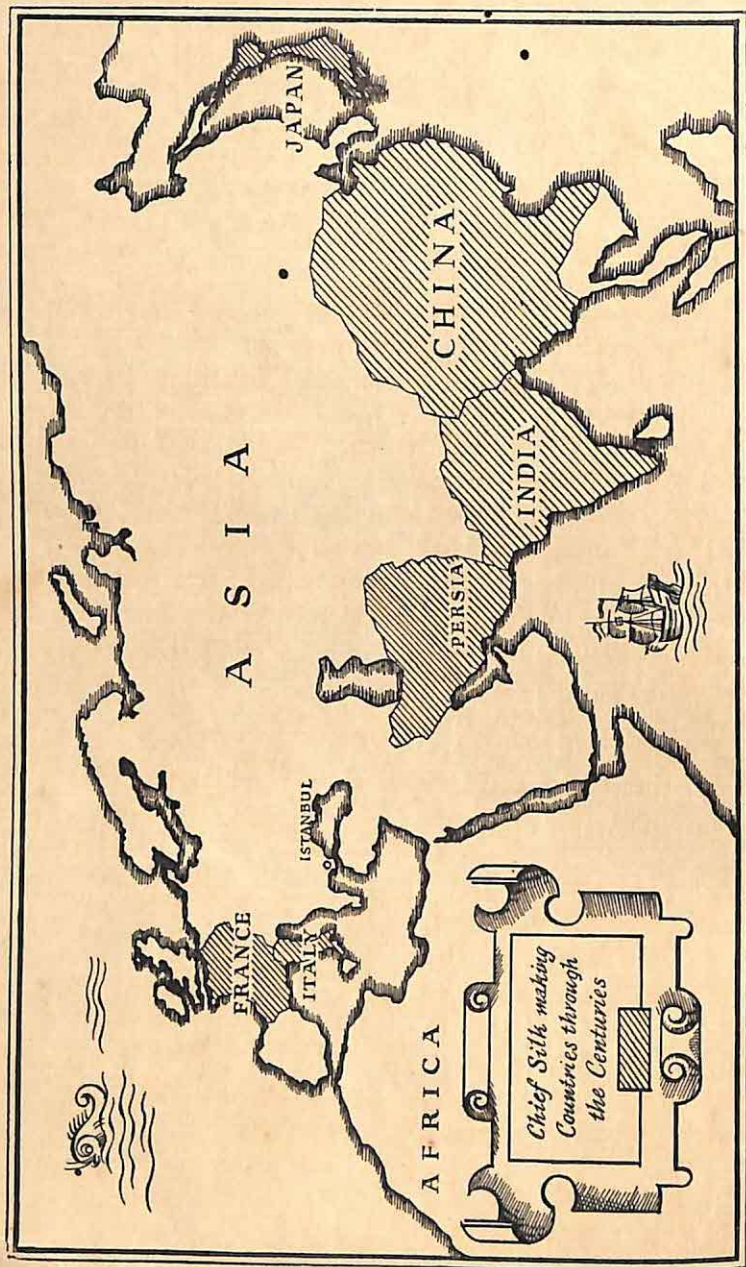 JAPAN
ASIA
CHINA
INDIA
PERSIA
ISTANBUL
FRANCE
ITALY
AFRICA
Chief Silk making
Countries through
the Centuries